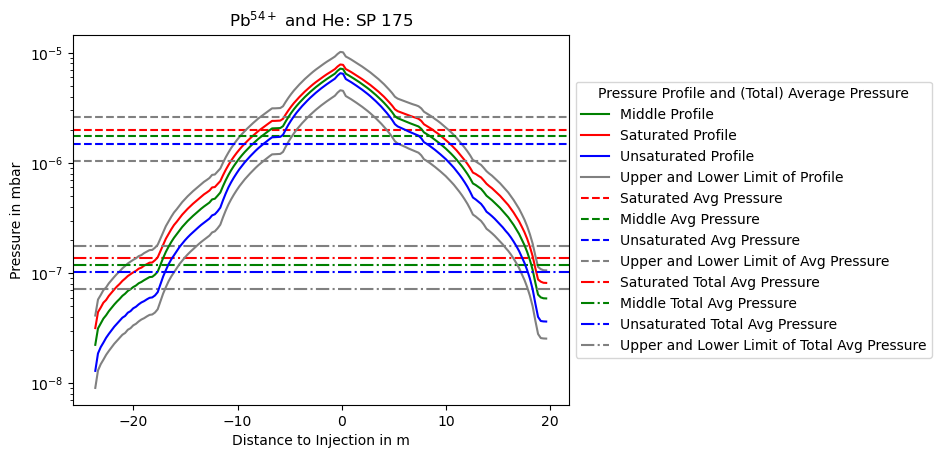 Pb⁵⁴⁺ and He: SP 175
10⁻⁵
10⁻⁶
10⁻⁷
10⁻⁸
Pressure in mbar
−20
−10
0
10
20
Distance to Injection in m
Pressure Profile and (Total) Average Pressure
Middle Profile
Saturated Profile
Unsaturated Profile
Upper and Lower Limit of Profile
Saturated Avg Pressure
Middle Avg Pressure
Unsaturated Avg Pressure
Upper and Lower Limit of Avg Pressure
Saturated Total Avg Pressure
Middle Total Avg Pressure
Unsaturated Total Avg Pressure
Upper and Lower Limit of Total Avg Pressure